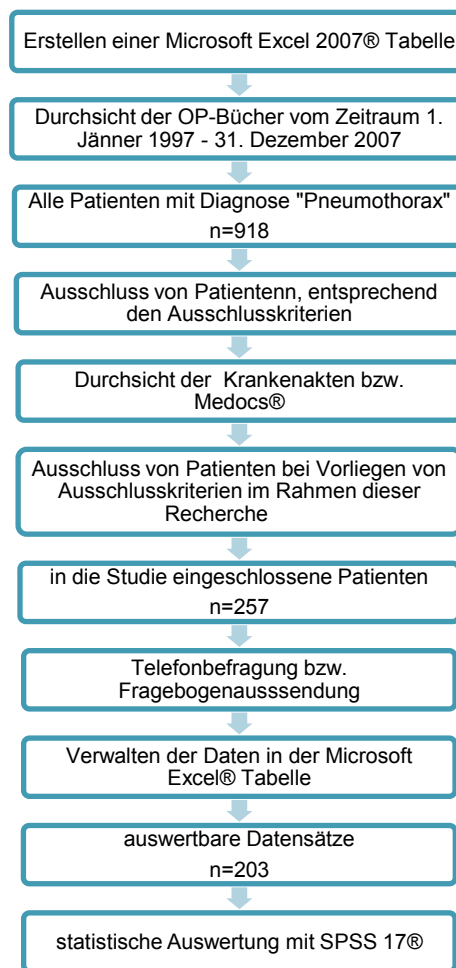 Erstellen einer Microsoft Excel 2007® Tabelle
Durchsicht der OP-Bücher vom Zeitraum 1.
Jänner 1997 - 31. Dezember 2007
Alle Patienten mit Diagnose "Pneumothorax"
n=918
Ausschluss von Patientenn, entsprechend
den Ausschlusskriterien
Durchsicht der Krankenakten bzw.
Medocs®
Ausschluss von Patienten bei Vorliegen von
Ausschlusskriterien im Rahmen dieser
Recherche
in die Studie eingeschlossene Patienten
n=257
Telefonbefragung bzw.
Fragebogenausssendung
Verwalten der Daten in der Microsoft
Excel® Tabelle
auswertbare Datensätze
n=203
statistische Auswertung mit SPSS 17®